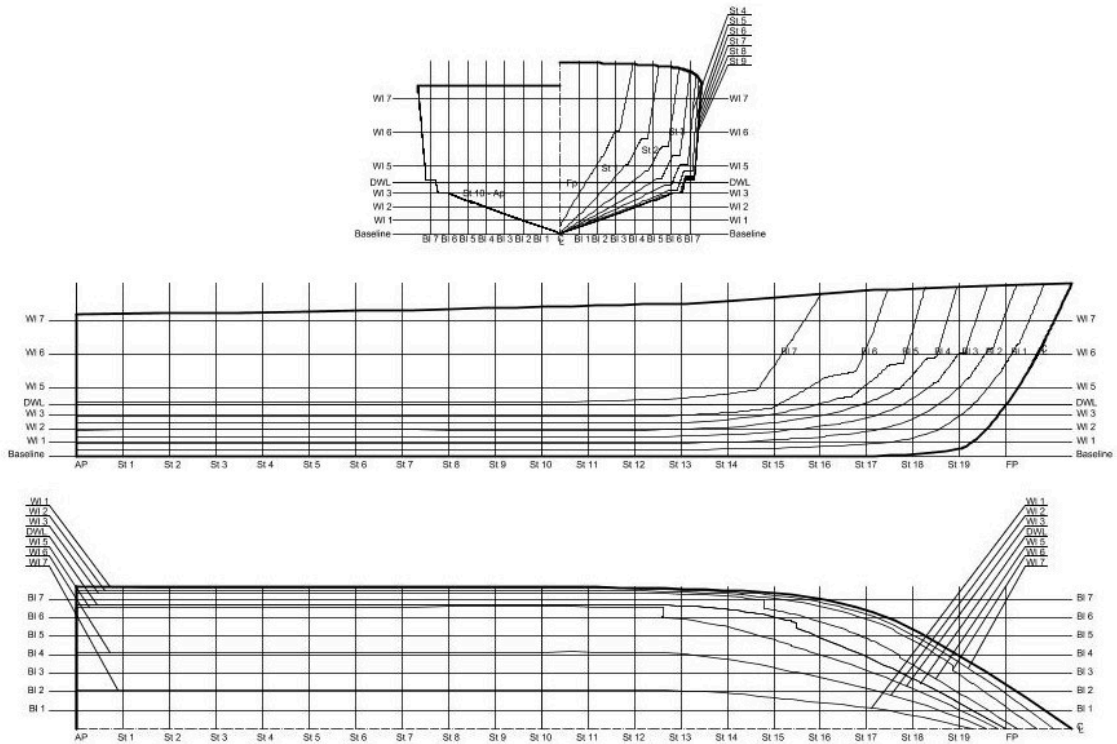 St 4
St 5
St 6
St 7
St 8
St 9
Wl 7 Wl 7
Wl 6 St 3 Wl 6
St 2
Wl 5 St Wl 5
DWL Fp DWL
Wl 3 St 10 - Ap Wl 3
Wl 2 Wl 2
Wl 1 Wl 1
Baseline Bl 7 Bl 6 Bl 5 Bl 4 Bl 3 Bl 2 Bl 1 ℄ Bl 1 Bl 2 Bl 3 Bl 4 Bl 5 Bl 6 Bl 7 Baseline
Wl 7 Wl 7
Wl 6 Bl 7 Bl 6 Bl 5 Bl 4 Bl 3 Bl 2 Bl 1 ℄ Wl 6
Wl 5 Wl 5
DWL DWL
Wl 3 Wl 3
Wl 2 Wl 2
Wl 1 Wl 1
Baseline Baseline
AP St 1 St 2 St 3 St 4 St 5 St 6 St 7 St 8 St 9 St 10 St 11 St 12 St 13 St 14 St 15 St 16 St 17 St 18 St 19 FP
Wl 1 Wl 1
Wl 2 Wl 2
Wl 3 Wl 3
DWL DWL
Wl 5 Wl 5
Wl 6 Wl 6
Wl 7 Wl 7
Bl 7 Bl 7
Bl 6 Bl 6
Bl 5 Bl 5
Bl 4 Bl 4
Bl 3 Bl 3
Bl 2 Bl 2
Bl 1 Bl 1
℄
AP St 1 St 2 St 3 St 4 St 5 St 6 St 7 St 8 St 9 St 10 St 11 St 12 St 13 St 14 St 15 St 16 St 17 St 18 St 19 FP